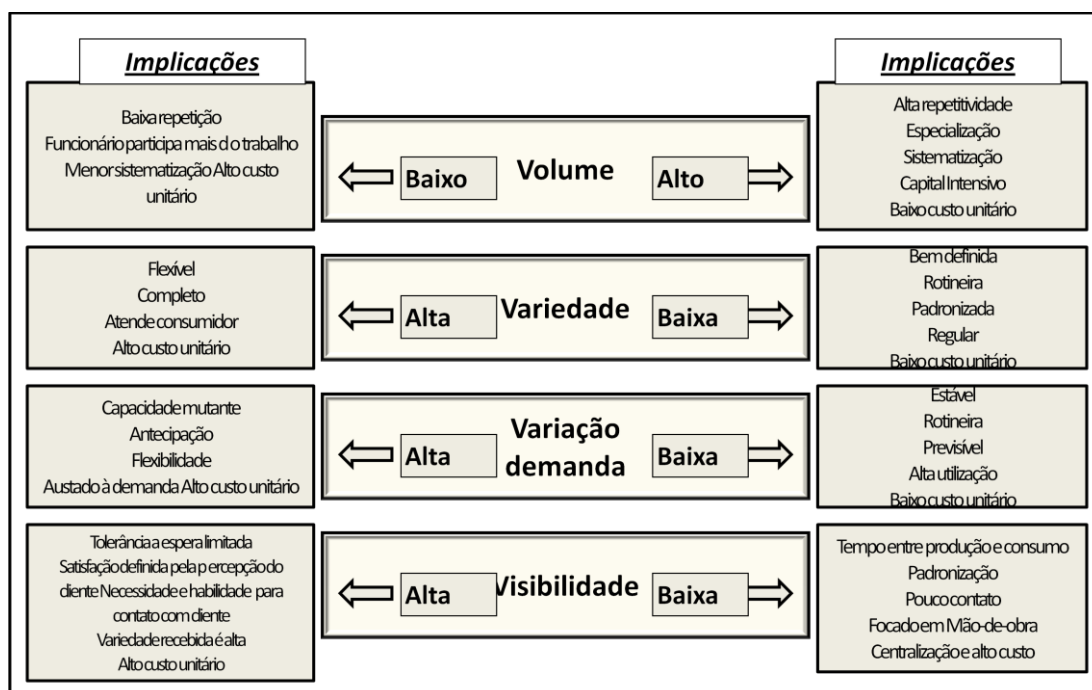 Implicações
Implicações
Baixa repetição
Funcionário participa mais do trabalho
Menor sistematização Alto custo
unitário
Baixo
Volume
Alto
Alta repetitividade
Especialização
Sistematização
Capital Intensivo
Baixo custo unitário
Flexível
Completo
Atende consumidor
Alto custo unitário
Alta
Variedade
Baixa
Bem definida
Rotineira
Padronizada
Regular
Baixo custo unitário
Capacidade mutante
Antecipação
Flexibilidade
Austado à demanda Alto custo unitário
Alta
Variação
demanda
Baixa
Estável
Rotineira
Previsível
Alta utilização
Baixo custo unitário
Tolerância a espera limitada
Satisfação definida pela percepção do
cliente Necessidade e habilidade para
contato com cliente
Variedade recebida é alta
Alto custo unitário
Alta
Visibilidade
Baixa
Tempo entre produção e consumo
Padronização
Pouco contato
Focado em Mão-de-obra
Centralização e alto custo